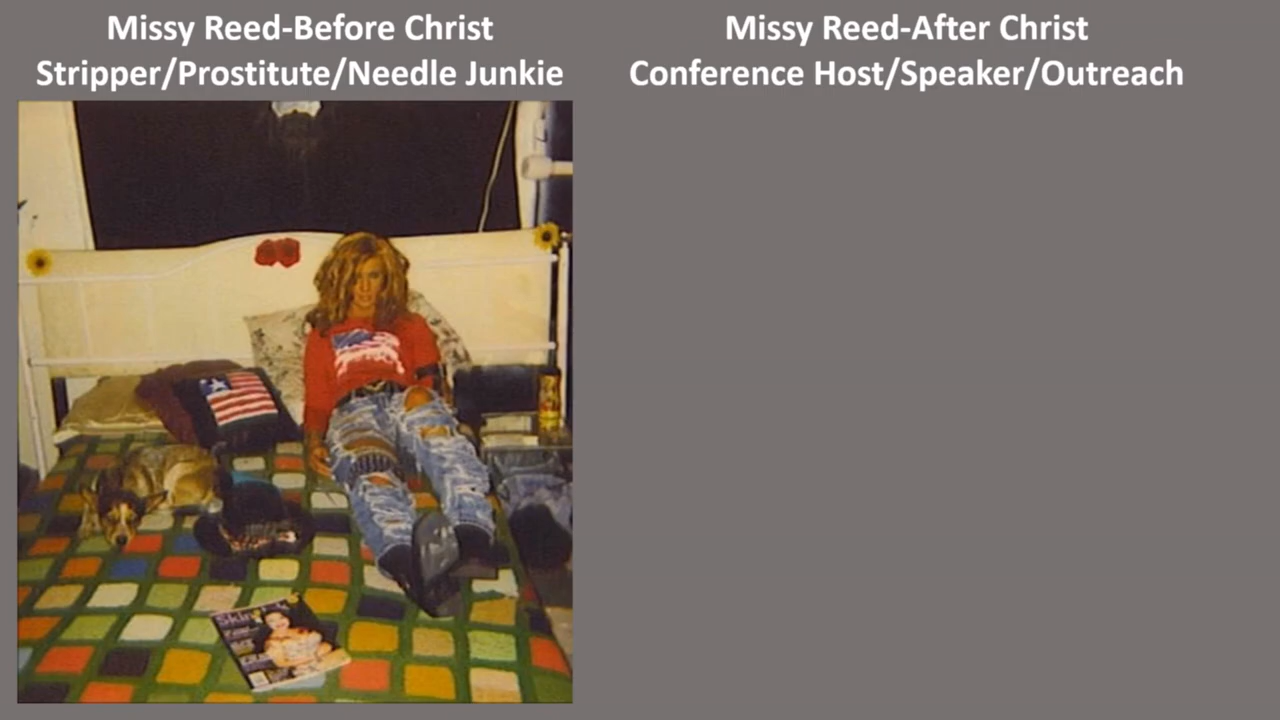 Missy Reed-Before Christ
Stripper/Prostitute/Needle Junkie
Missy Reed-After Christ
Conference Host/Speaker/Outreach